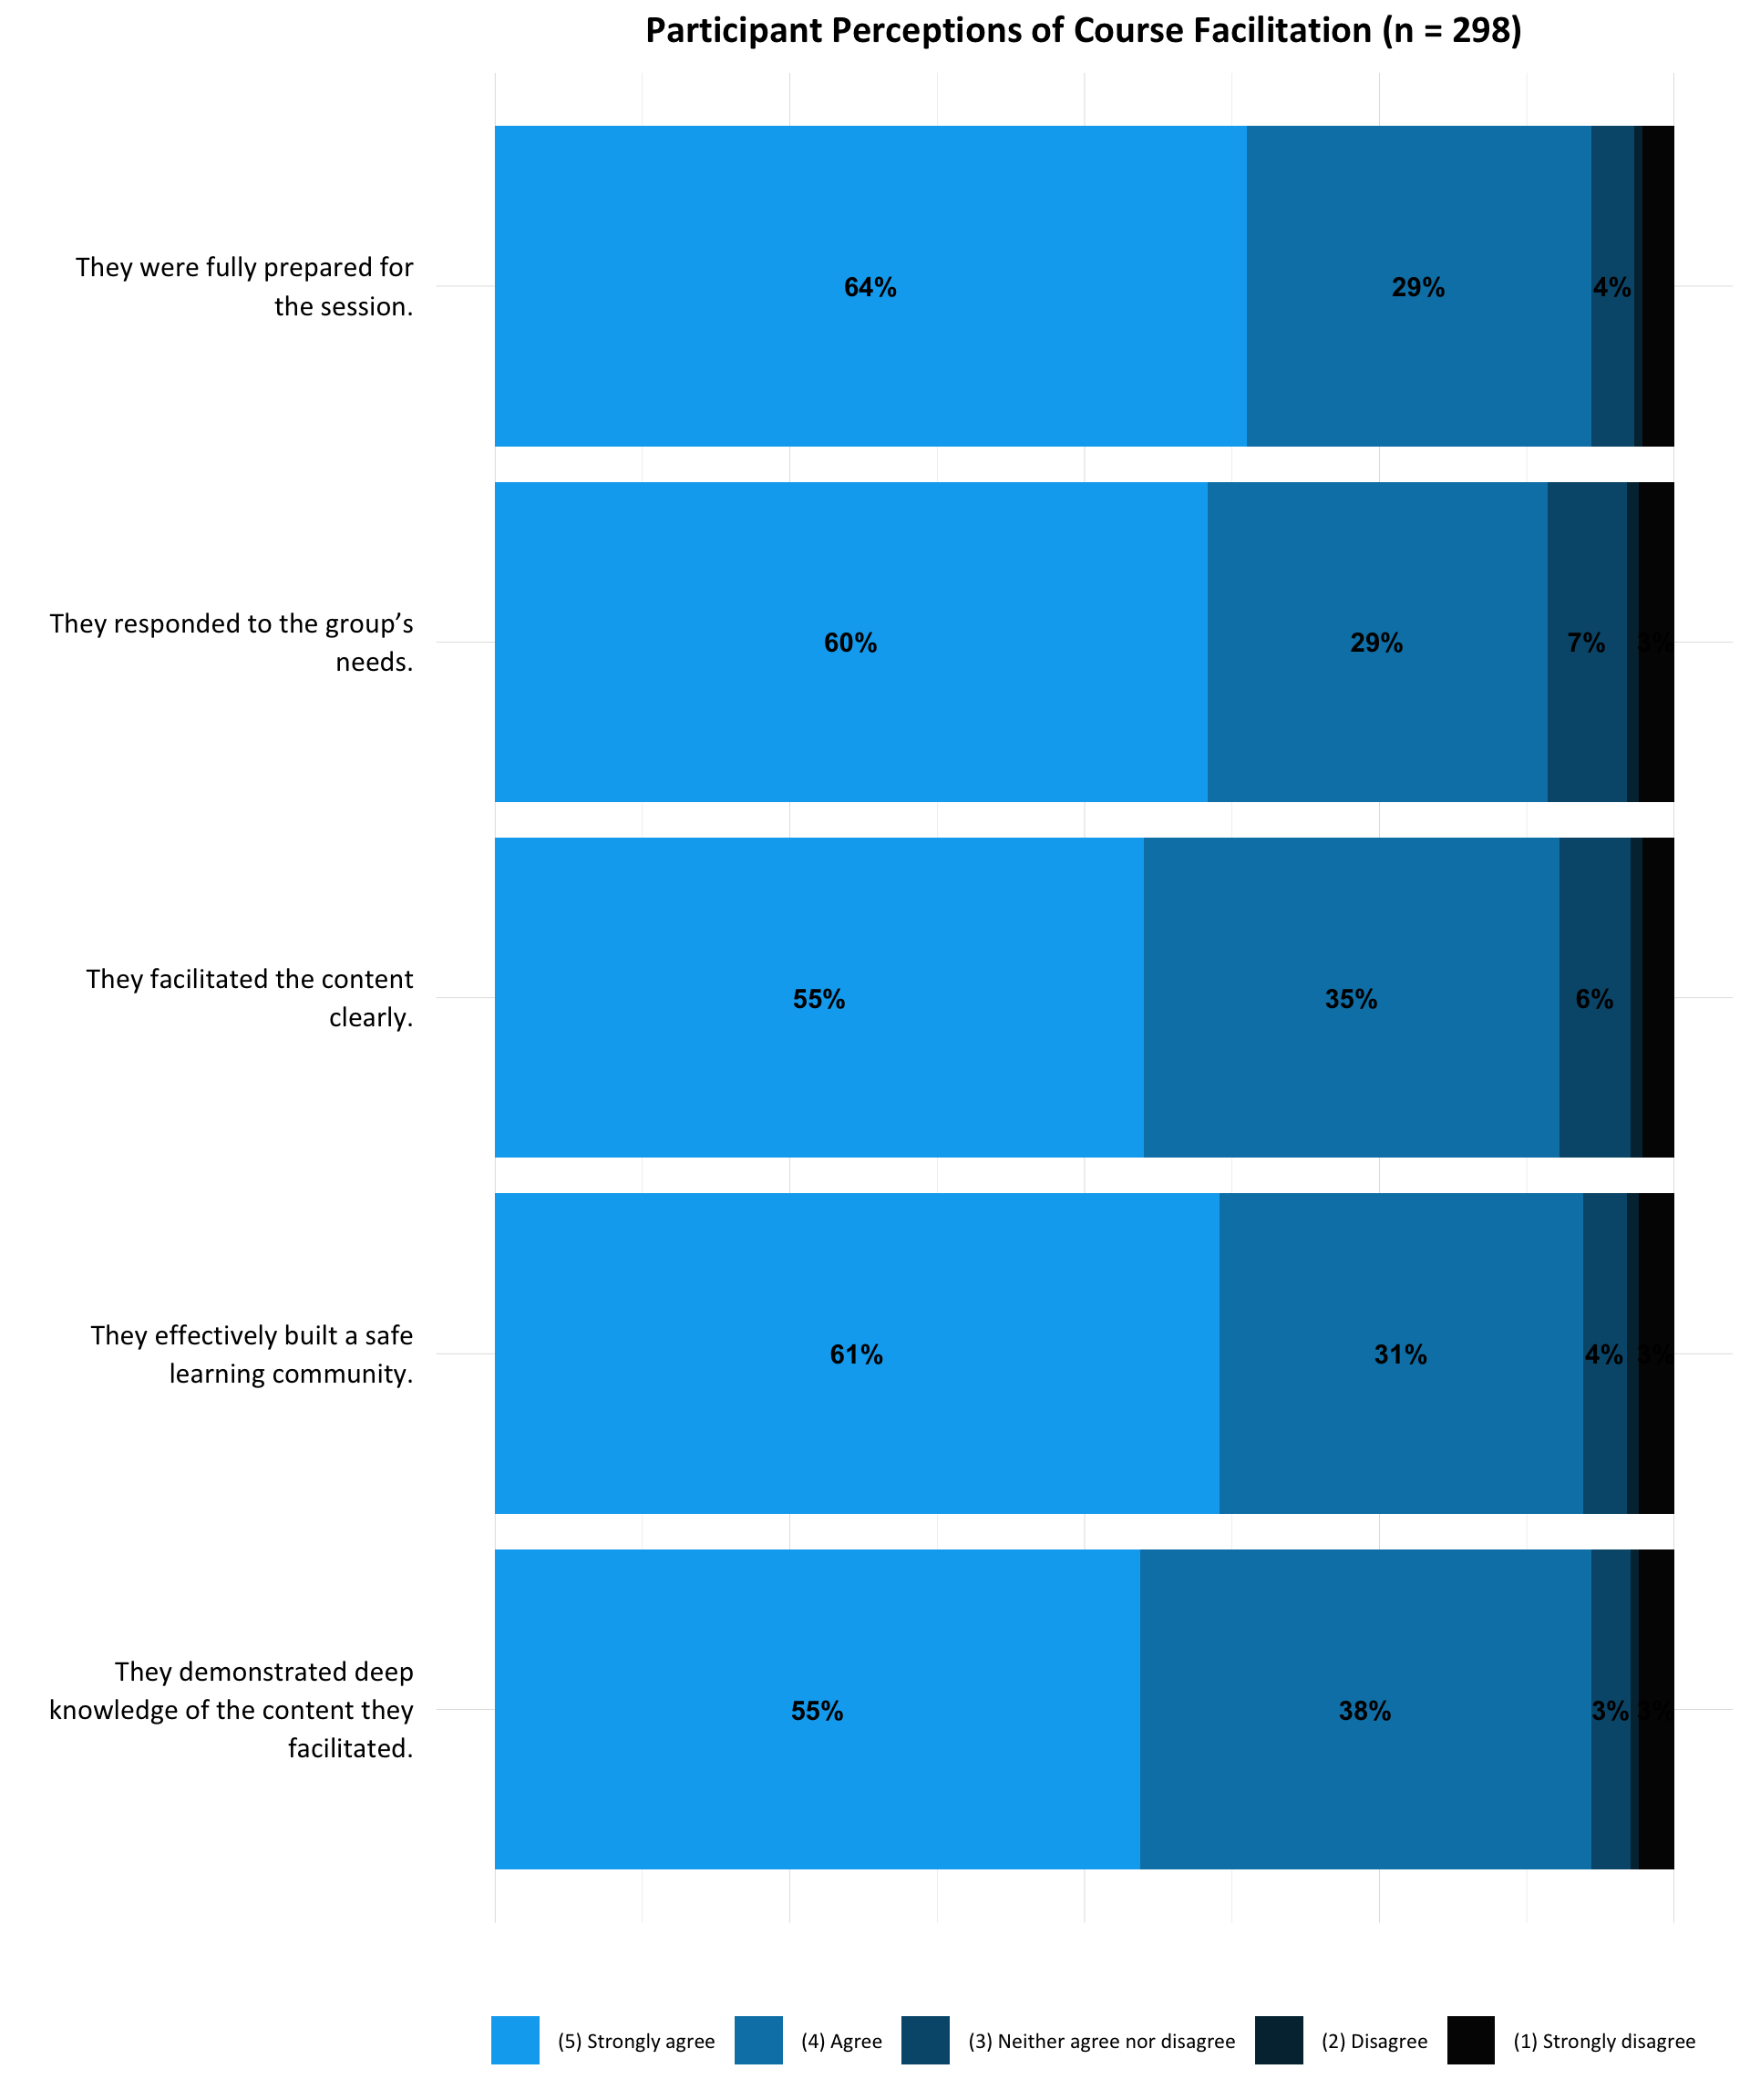 Participant Perceptions of Course Facilitation (n = 298)
They were fully prepared for
the session.
64% 29% 4%
They responded to the group’s
needs.
60% 29% 7% 3%
They facilitated the content
clearly.
55% 35% 6%
They effectively built a safe
learning community.
61% 31% 4% 3%
They demonstrated deep
knowledge of the content they
facilitated.
55% 38% 3% 3%
(5) Strongly agree (4) Agree (3) Neither agree nor disagree (2) Disagree (1) Strongly disagree